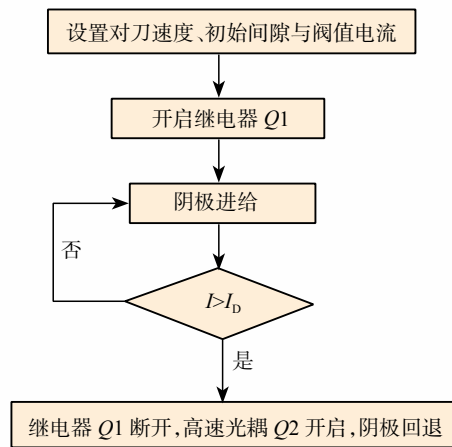 设置对刀速度、初始间隙与阀值电流
开启继电器 Q1
阴极进给
否
I>I_D
是
继电器 Q1 断开,高速光耦 Q2 开启,阴极回退